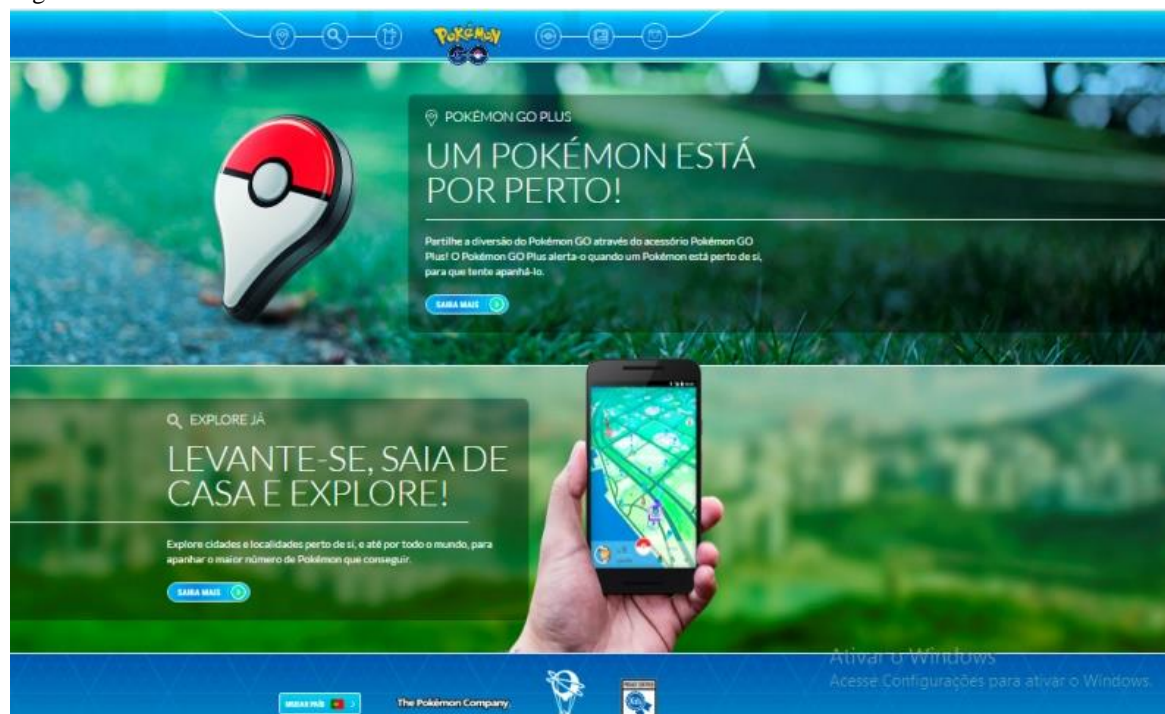 POKÉMON
GO
POKÉMON GO PLUS
UM POKÉMON ESTÁ
POR PERTO!
Partilhe a diversão do Pokémon GO através do acessório Pokémon GO
Plus! O Pokémon GO Plus alerta-o quando um Pokémon está perto de si,
para que tente apanhá-lo.
SAIBA MAIS
EXPLORE JÁ
LEVANTE-SE, SAIA DE
CASA E EXPLORE!
Explore cidades e localidades perto de si, e até por todo o mundo, para
apanhar o maior número de Pokémon que conseguir.
SAIBA MAIS
Ativar o Windows
Acesse Configurações para ativar o Windows.
MUDAR PAÍS
The Pokémon Company.